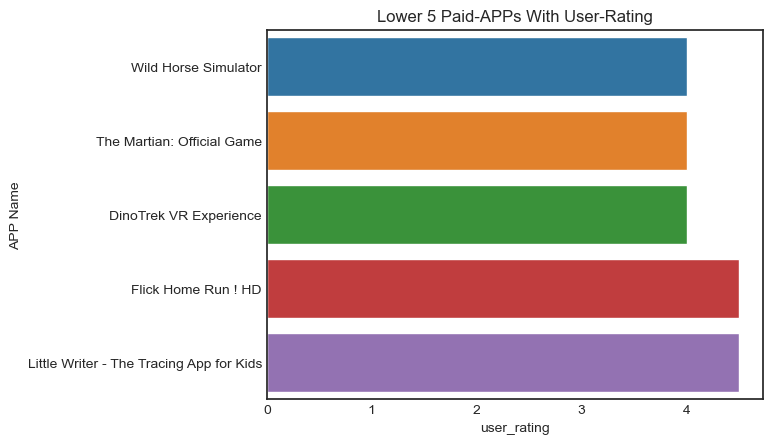 Lower 5 Paid-APPs With User-Rating
APP Name
Wild Horse Simulator
The Martian: Official Game
DinoTrek VR Experience
Flick Home Run ! HD
Little Writer - The Tracing App for Kids
0 1 2 3 4
user_rating